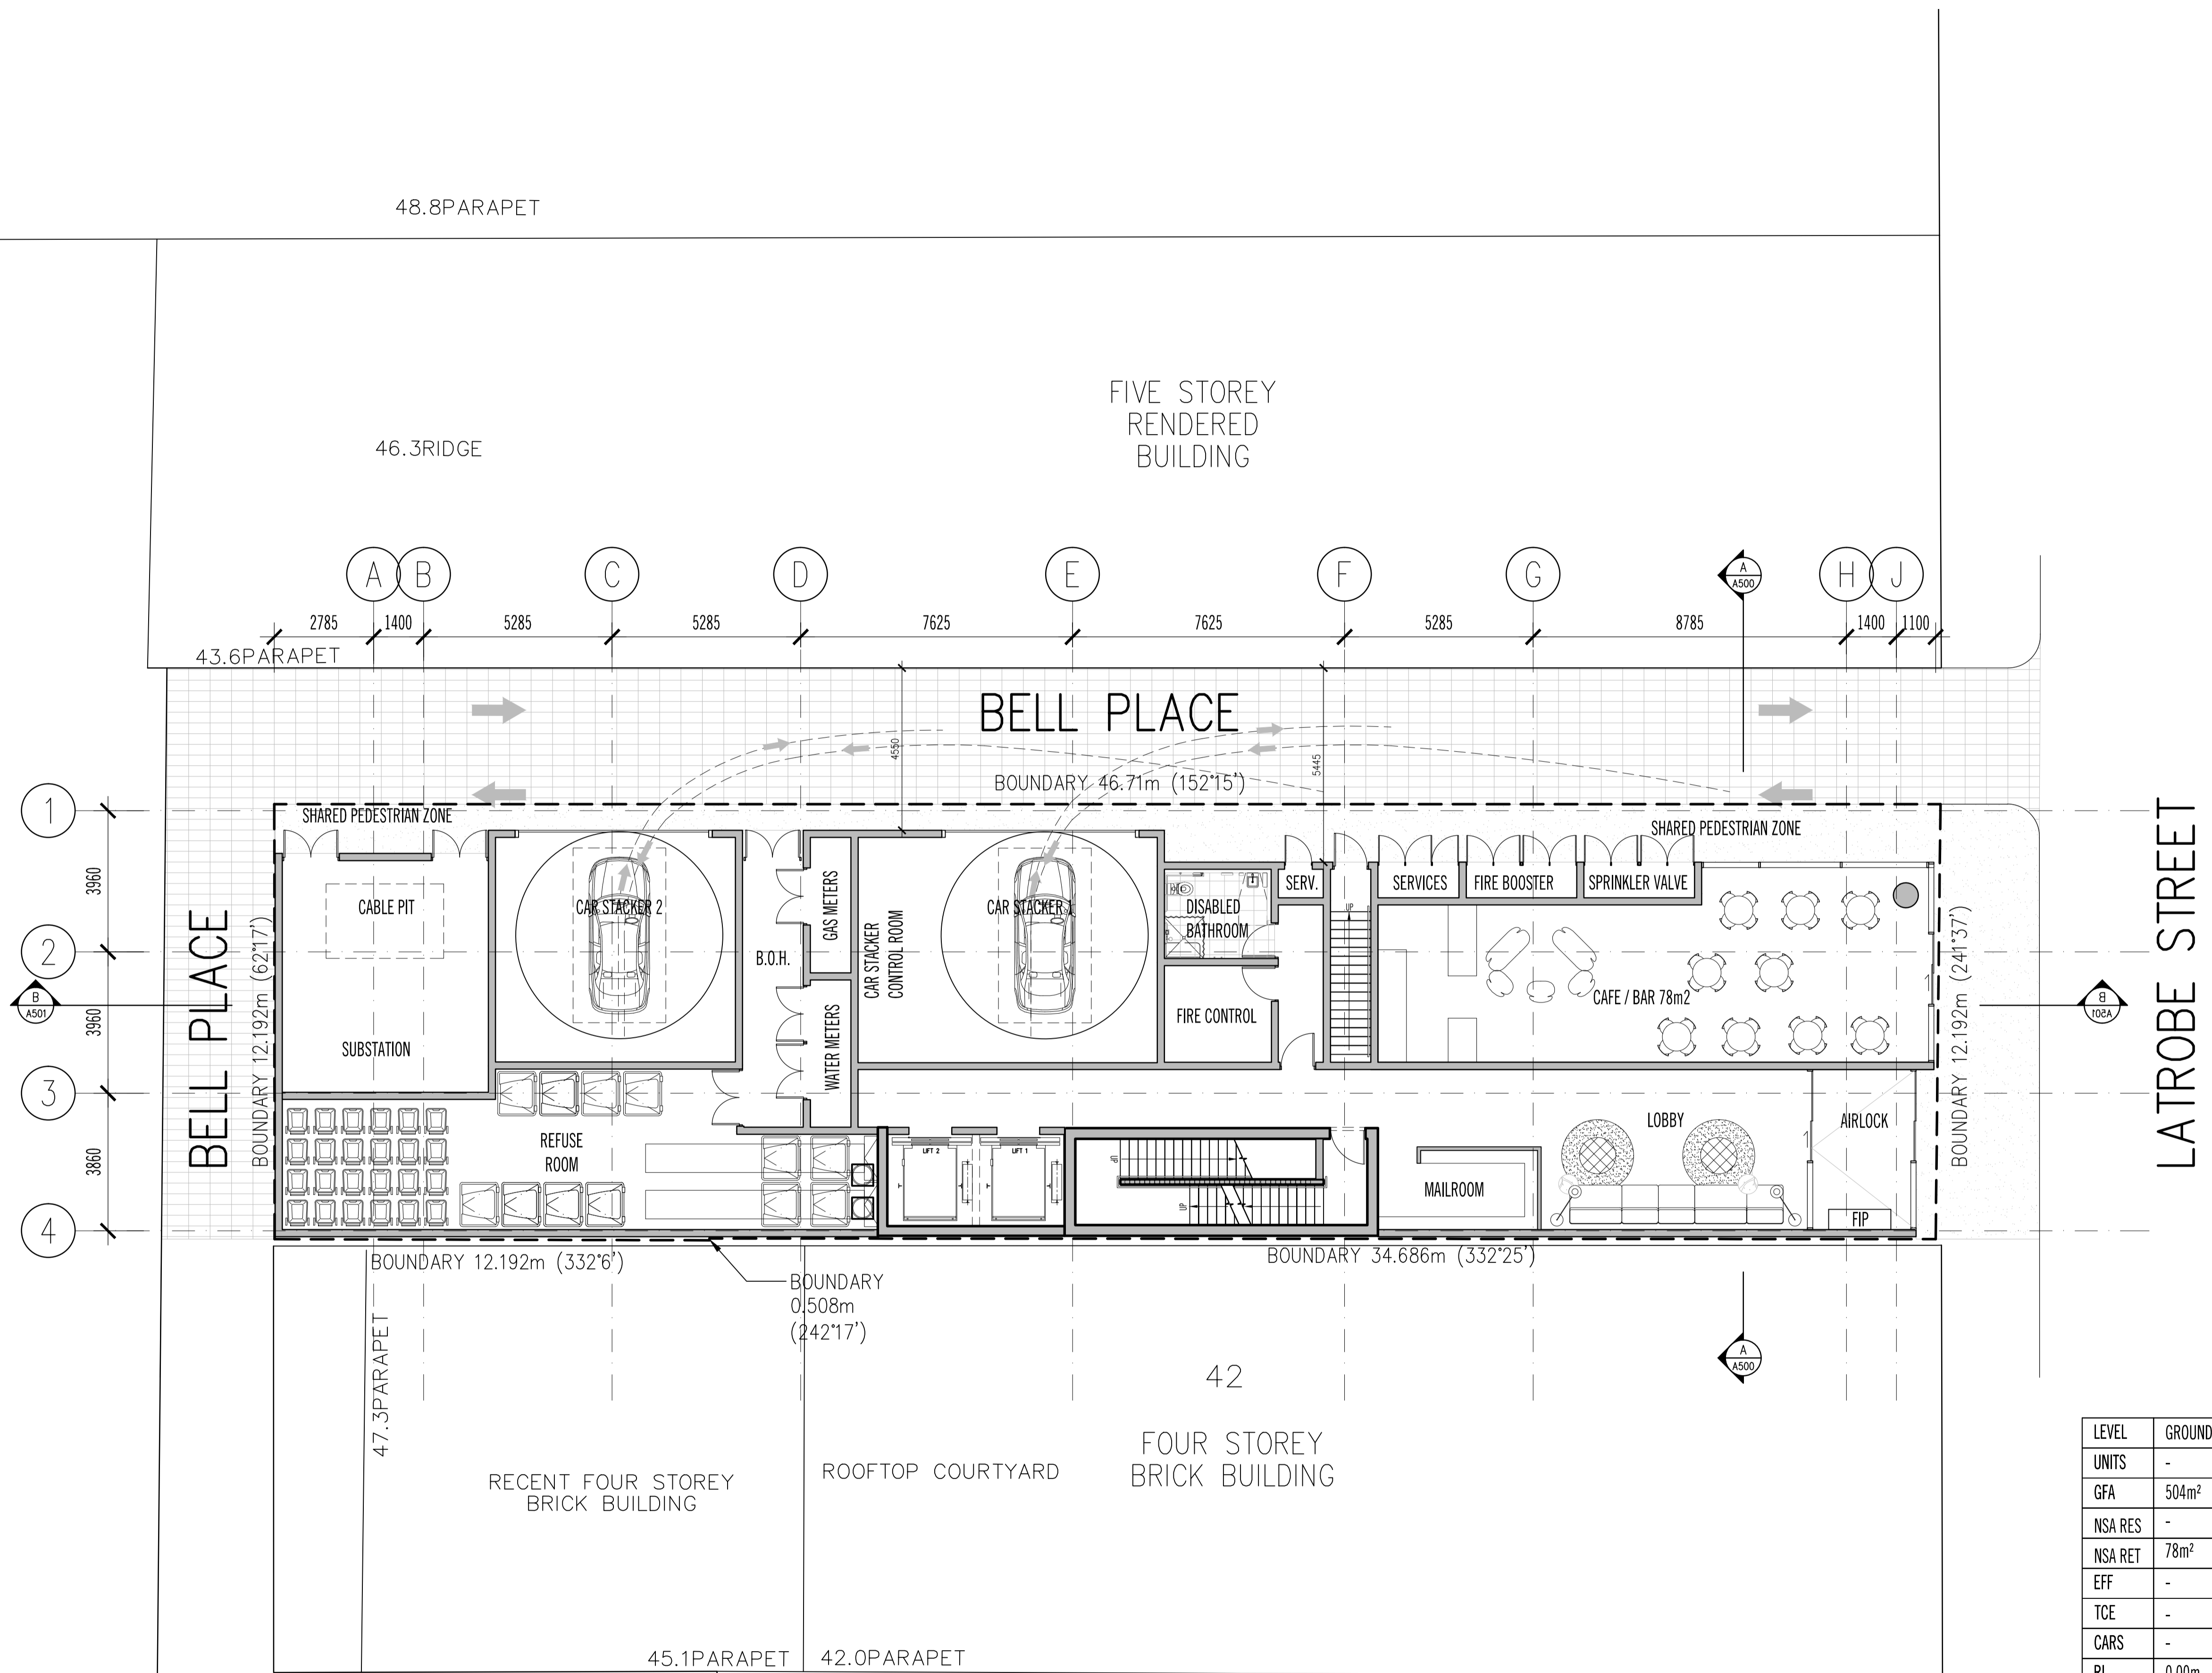 48.8PARAPET
FIVE STOREY
RENDERED
BUILDING
46.3RIDGE
A
B
C
D
E
F
G
A
A500
H
J
2785
1400
5285
5285
7625
7625
5285
8785
1400
1100
43.6PARAPET
BELL PLACE
4550
5445
BOUNDARY 46.71m (152°15')
1
2
3
4
3960
3960
3860
SHARED PEDESTRIAN ZONE
SHARED PEDESTRIAN ZONE
BELL PLACE
BOUNDARY 12.192m (62°17')
B
A501
CABLE PIT
SUBSTATION
CAR STACKER 2
B.O.H.
GAS METERS
WATER METERS
CAR STACKER
CONTROL ROOM
CAR STACKER 1
DISABLED
BATHROOM
FIRE CONTROL
SERV.
UP
SERVICES
FIRE BOOSTER
SPRINKLER VALVE
CAFE / BAR 78m2
BOUNDARY 12.192m (241°37')
B
A501
LATROBE STREET
REFUSE
ROOM
LIFT 2
LIFT 1
UP
UP
MAILROOM
LOBBY
AIRLOCK
FIP
BOUNDARY 12.192m (332°6')
BOUNDARY
0.508m
(242°17')
BOUNDARY 34.686m (332°25')
47.3PARAPET
42
A
A500
FOUR STOREY
BRICK BUILDING
RECENT FOUR STOREY
BRICK BUILDING
ROOFTOP COURTYARD
45.1PARAPET
42.0PARAPET
LEVEL GROUND
UNITS -
GFA 504m²
NSA RES -
NSA RET 78m²
EFF -
TCE -
CARS -
RL 0.00m